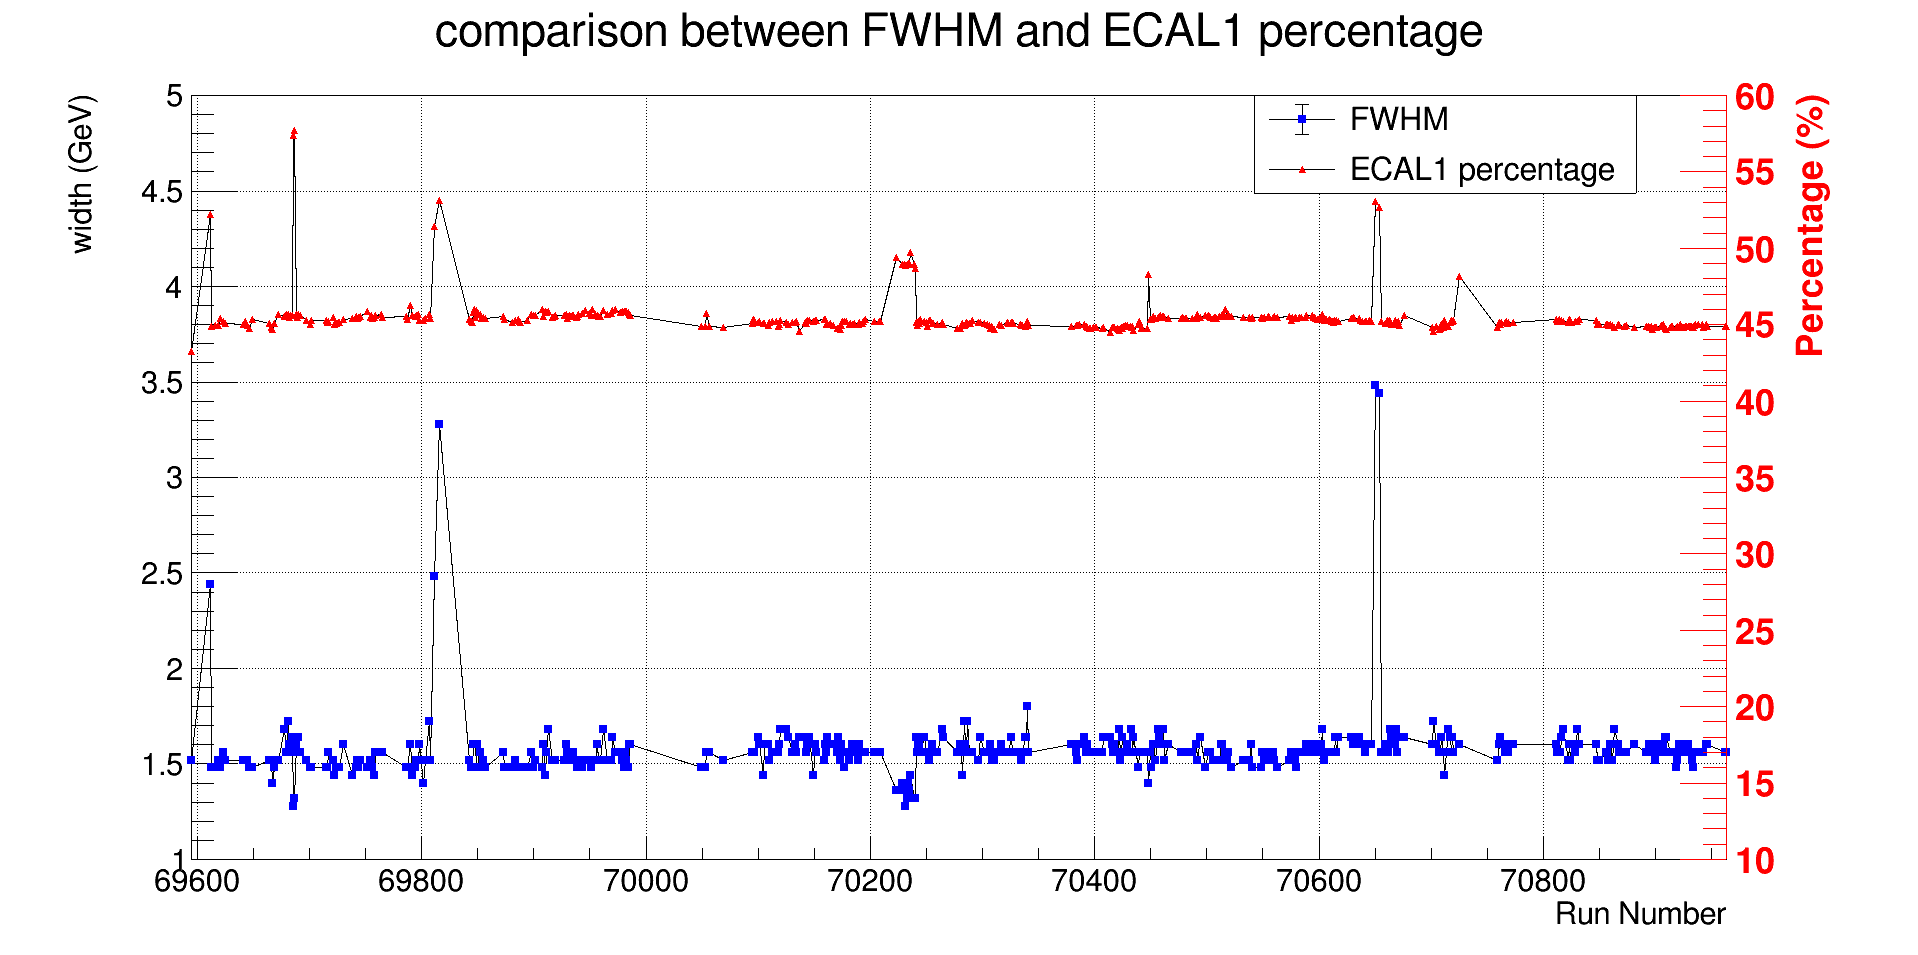 comparison between FWHM and ECAL1 percentage
width (GeV)
5
4.5
4
3.5
3
2.5
2
1.5
1
FWHM
ECAL1 percentage
60
55
50
45
40
35
30
25
20
15
10
Percentage (%)
69600 69800 70000 70200 70400 70600 70800
Run Number